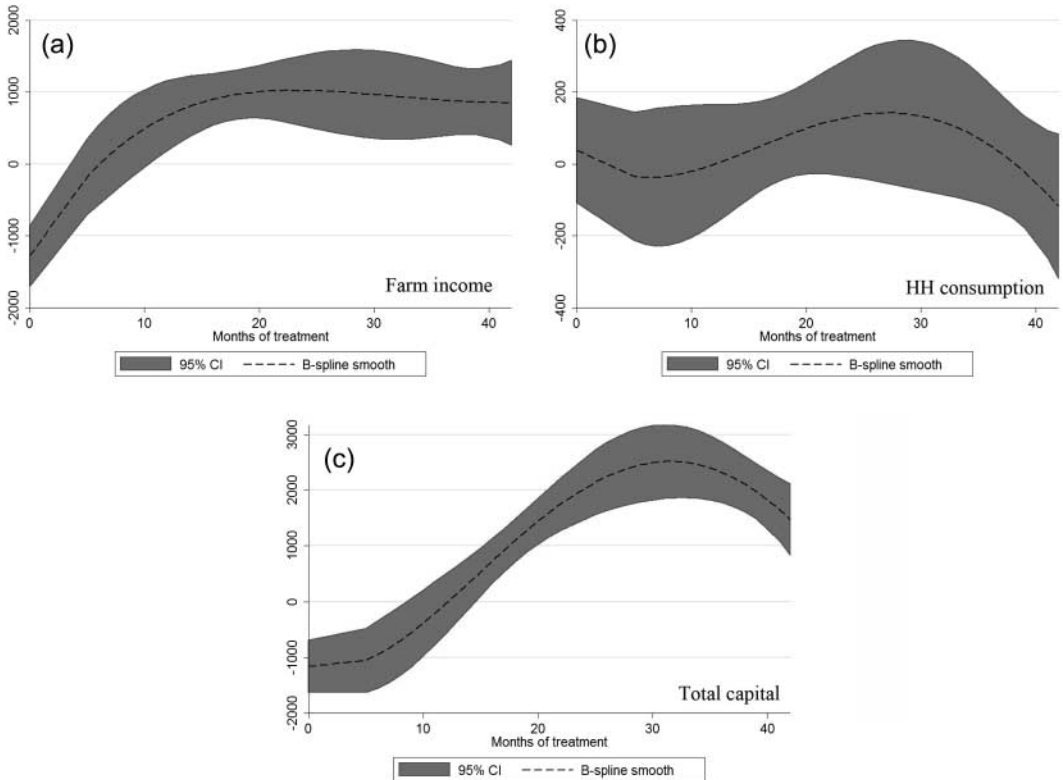 (a)
2000
1000
0
-1000
-2000
Farm income
0 10 20 30 40
Months of treatment
95% CI B-spline smooth
(b)
400
200
0
-200
-400
HH consumption
0 10 20 30 40
Months of treatment
95% CI B-spline smooth
(c)
3000
2000
1000
0
-1000
-2000
Total capital
0 10 20 30 40
Months of treatment
95% CI B-spline smooth